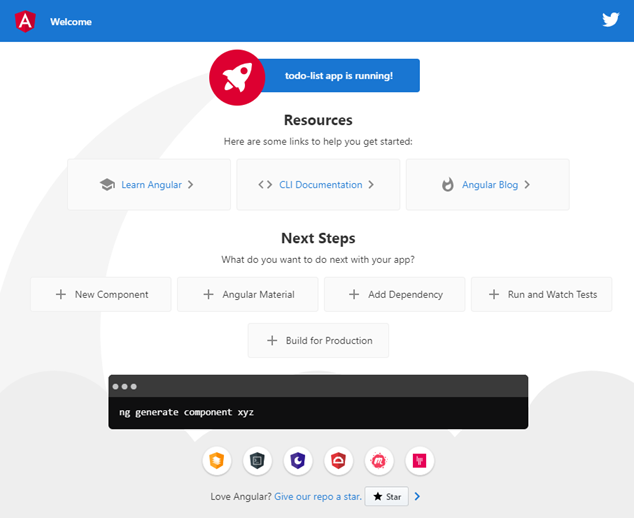 Welcome
todo-list app is running!
Resources
Here are some links to help you get started:
Learn Angular
CLI Documentation
Angular Blog
Next Steps
What do you want to do next with your app?
New Component
Angular Material
Add Dependency
Run and Watch Tests
Build for Production
ng generate component xyz
Love Angular? Give our repo a star. Star